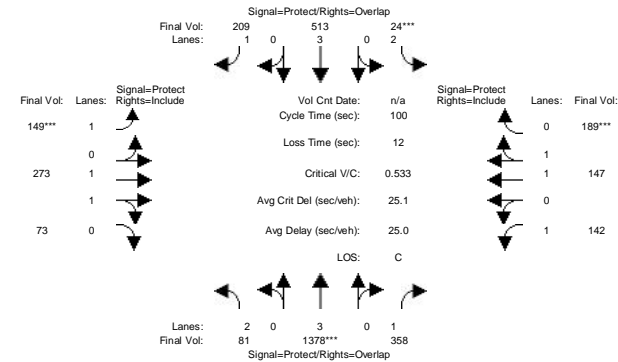 Signal=Protect/Rights=Overlap
Final Vol: 209 513 24***
Lanes: 1 0 3 0 2
Signal=Protect
Final Vol: Lanes: Rights=Include
Vol Cnt Date: n/a
Signal=Protect
Rights=Include Lanes: Final Vol:
Cycle Time (sec): 100
149*** 1
0 189***
Loss Time (sec): 12
0
1
273 1
Critical V/C: 0.533
1 147
1
Avg Crit Del (sec/veh): 25.1
0
73 0
Avg Delay (sec/veh): 25.0
1 142
LOS: C
Lanes: 2 0 3 0 1
Final Vol: 81 1378*** 358
Signal=Protect/Rights=Overlap